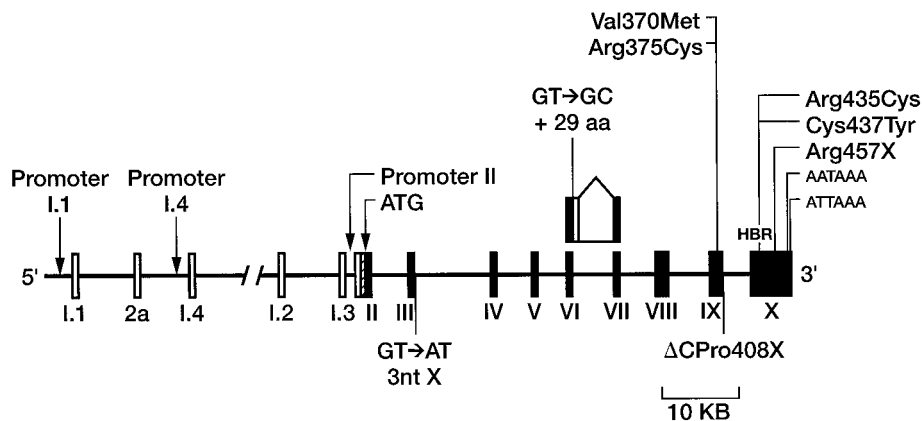 Val370Met
Arg375Cys
GT→GC
+ 29 aa
Arg435Cys
Cys437Tyr
Arg457X
AATAAA
ATTAAA
Promoter
I.1
Promoter
I.4
Promoter II
ATG
HBR
5'
3'
I.1
2a
I.4
I.2
I.3
II
III
IV
V
VI
VII
VIII
IX
X
GT→AT
3nt X
ΔCPro408X
10 KB